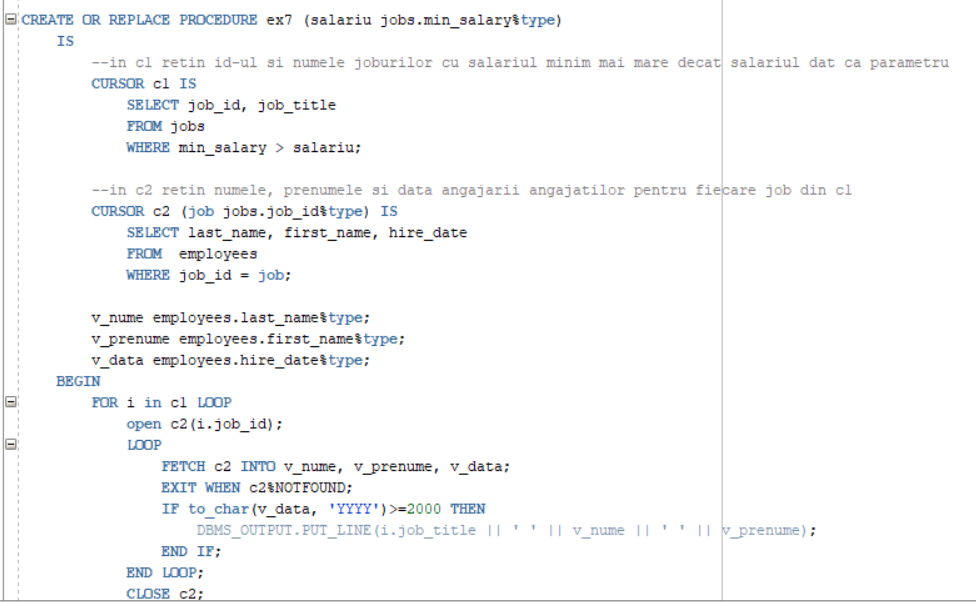 CREATE OR REPLACE PROCEDURE ex7 (salariu jobs.min_salary%type)
IS
--in c1 retin id-ul si numele joburilor cu salariul minim mai mare decat salariul dat ca parametru
CURSOR c1 IS
SELECT job_id, job_title
FROM jobs
WHERE min_salary > salariu;
--in c2 retin numele, prenumele si data angajarii angajatilor pentru fiecare job din c1
CURSOR c2 (job jobs.job_id%type) IS
SELECT last_name, first_name, hire_date
FROM  employees
WHERE job_id = job;
v_nume employees.last_name%type;
v_prenume employees.first_name%type;
v_data employees.hire_date%type;
BEGIN
FOR i in c1 LOOP
open c2(i.job_id);
LOOP
FETCH c2 INTO v_nume, v_prenume, v_data;
EXIT WHEN c2%NOTFOUND;
IF to_char(v_data, 'YYYY')>=2000 THEN
DBMS_OUTPUT.PUT_LINE(i.job_title || ' ' || v_nume || ' ' || v_prenume);
END IF;
END LOOP;
CLOSE c2;